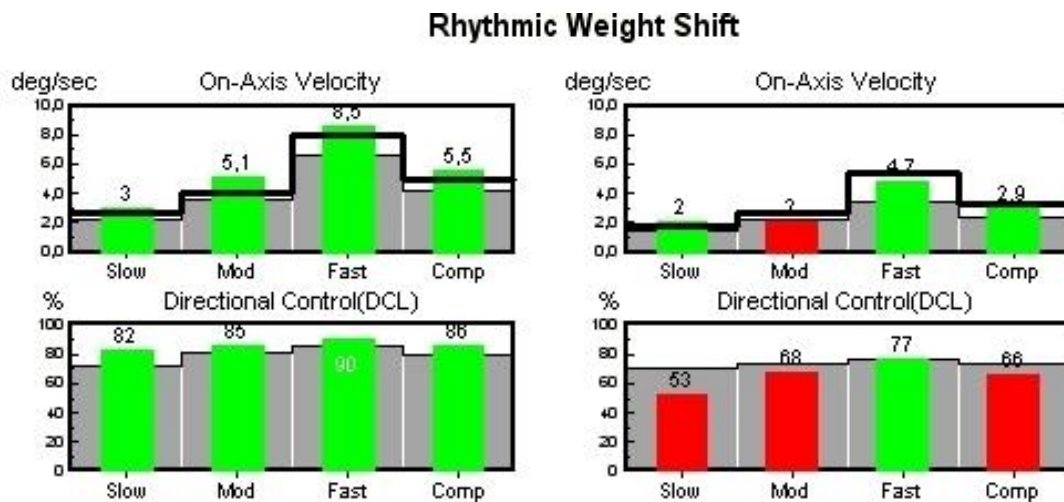 Rhythmic Weight Shift
deg/sec On-Axis Velocity
10,0
8,0
6,0
4,0
2,0
0,0
3 5,1 8,5 5,5
Slow Mod Fast Comp
% Directional Control(DCL)
100
80
60
40
20
0
82 85 90 86
Slow Mod Fast Comp
deg/sec On-Axis Velocity
10,0
8,0
6,0
4,0
2,0
0,0
2 2 4,7 2,9
Slow Mod Fast Comp
% Directional Control(DCL)
100
80
60
40
20
0
53 68 77 66
Slow Mod Fast Comp